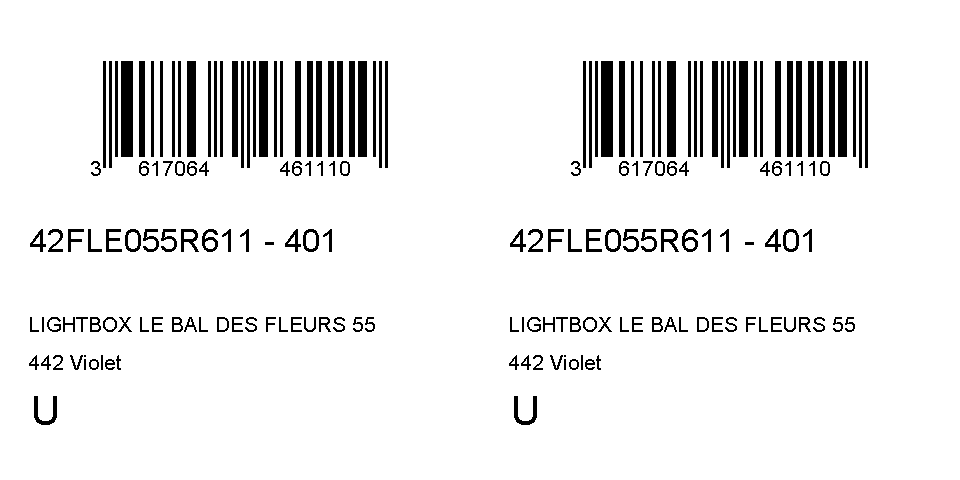 3 617064 461110
42FLE055R611 - 401
LIGHTBOX LE BAL DES FLEURS 55
442 Violet
U
3 617064 461110
42FLE055R611 - 401
LIGHTBOX LE BAL DES FLEURS 55
442 Violet
U